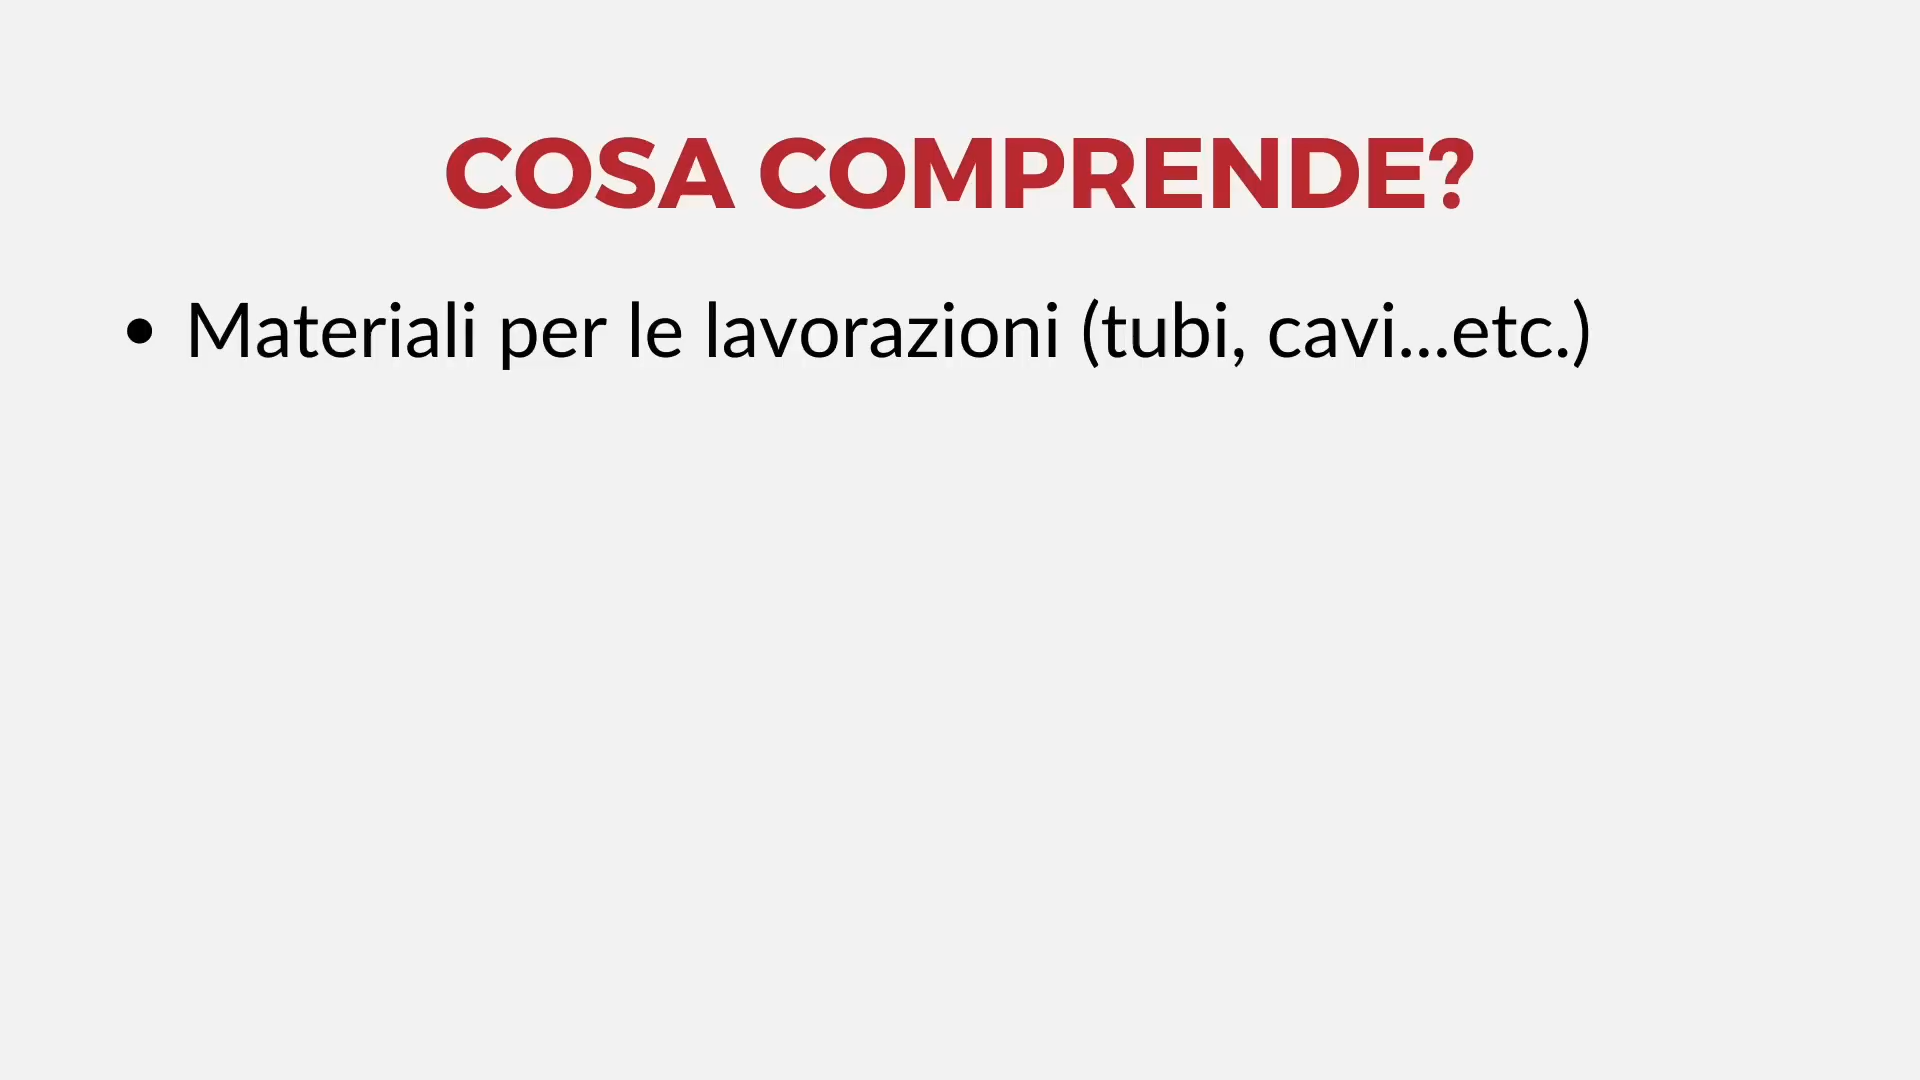 COSA COMPRENDE?
• Materiali per le lavorazioni (tubi, cavi...etc.)